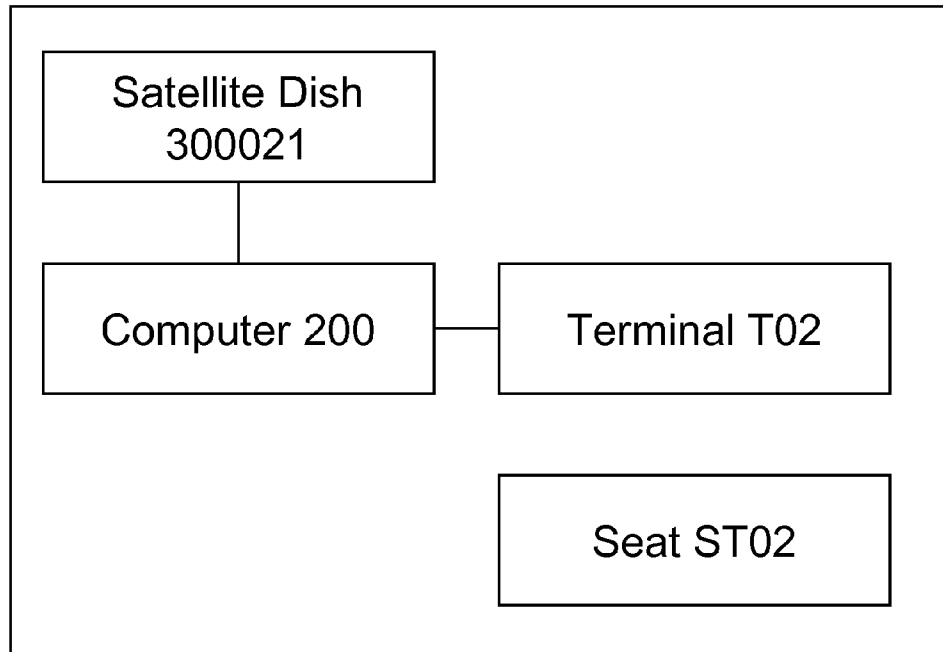 Satellite Dish
300021
Computer 200
Terminal T02
Seat ST02